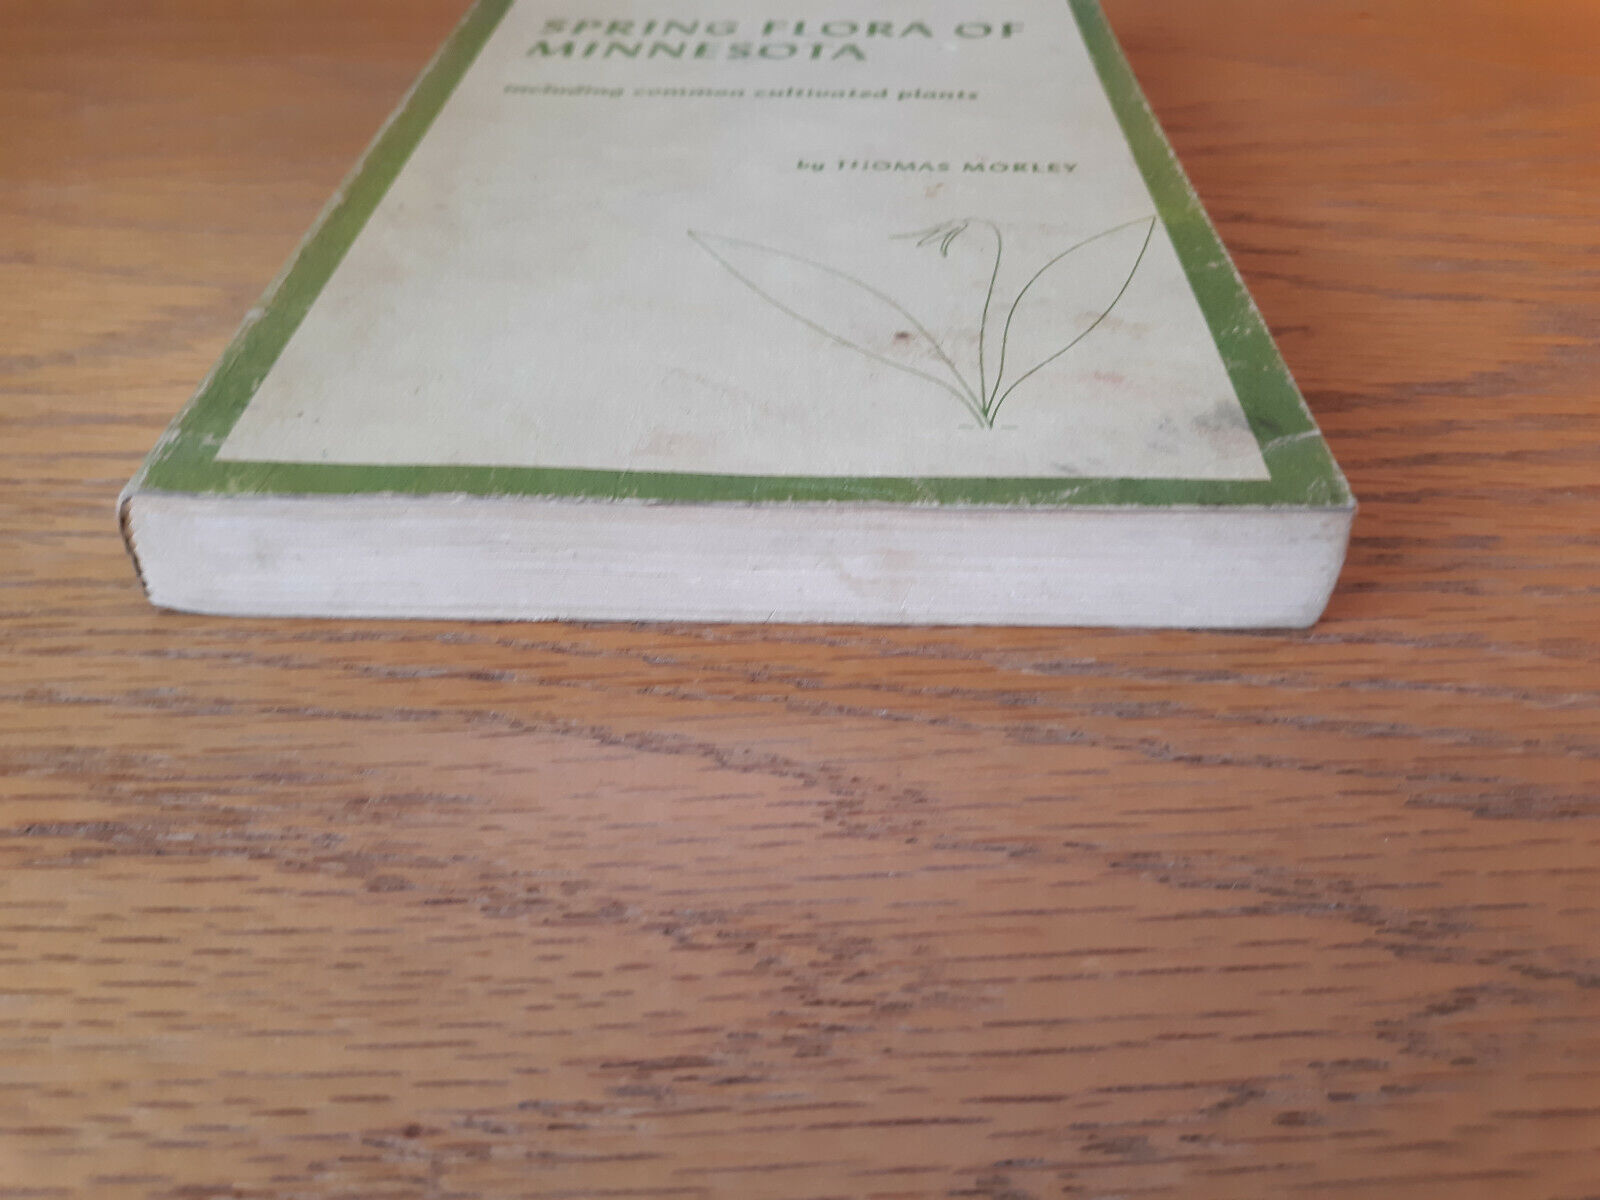 SPRING FLORA OF
MINNESOTA
including common cultivated plants
by THOMAS MORLEY